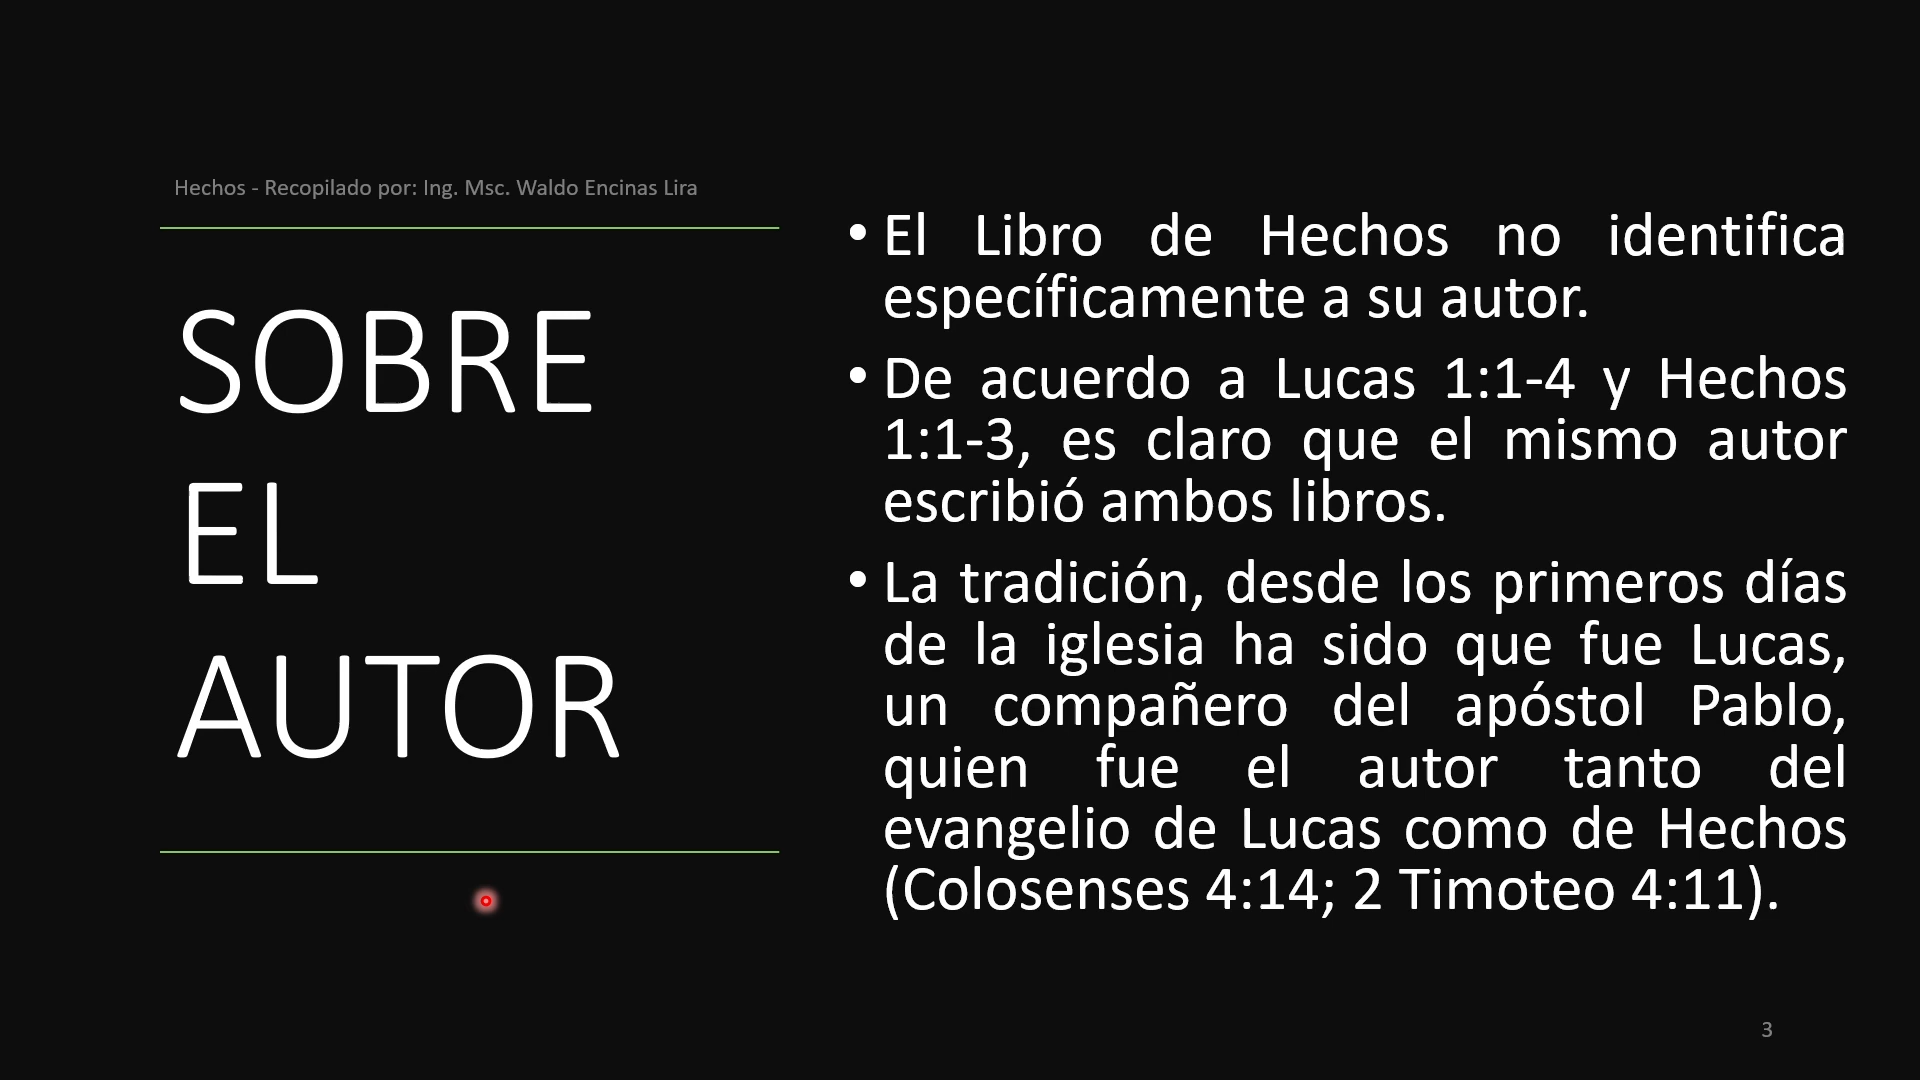 Hechos - Recopilado por: Ing. Msc. Waldo Encinas Lira
SOBRE
EL
AUTOR
• El Libro de Hechos no identifica
específicamente a su autor.
• De acuerdo a Lucas 1:1-4 y Hechos
1:1-3, es claro que el mismo autor
escribió ambos libros.
• La tradición, desde los primeros días
de la iglesia ha sido que fue Lucas,
un compañero del apóstol Pablo,
quien fue el autor tanto del
evangelio de Lucas como de Hechos
(Colosenses 4:14; 2 Timoteo 4:11).
3